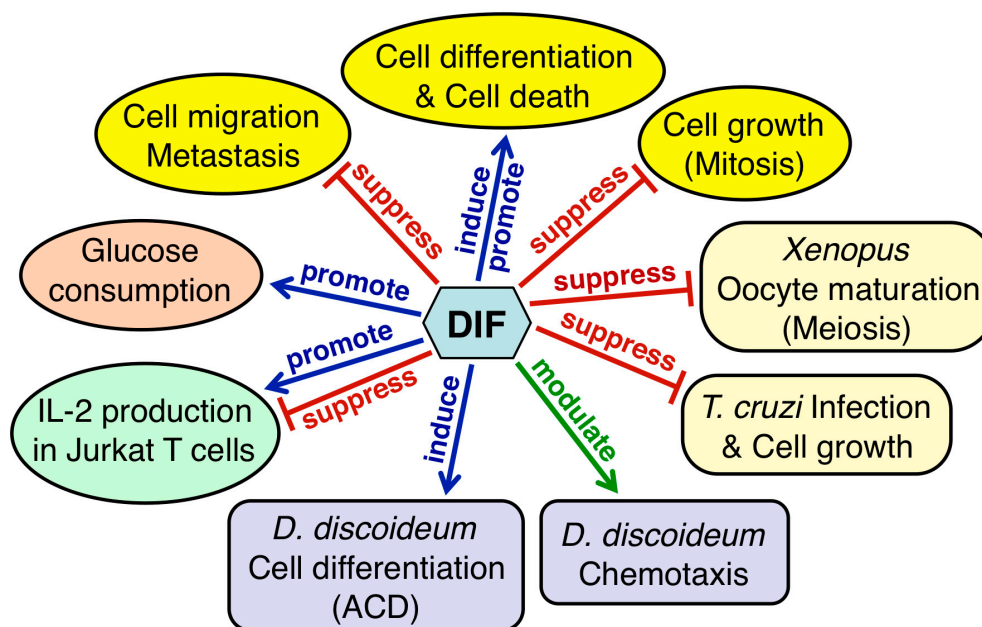 Cell differentiation
& Cell death
Cell migration
Metastasis
Cell growth
(Mitosis)
suppress
induce
promote
suppress
Glucose
consumption
promote
suppress
Xenopus
Oocyte maturation
(Meiosis)
DIF
promote
suppress
suppress
IL-2 production
in Jurkat T cells
induce
modulate
T. cruzi Infection
& Cell growth
D. discoideum
Cell differentiation
(ACD)
D. discoideum
Chemotaxis